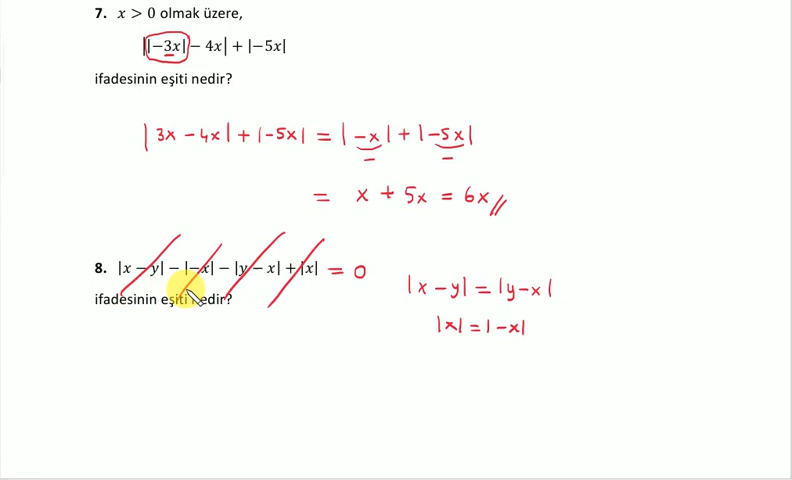 7. x > 0 olmak üzere,
||−3x| − 4x| + |−5x|
ifadesinin eşiti nedir?
|3x − 4x| + |−5x| = |−x| + |−5x|
− −
= x + 5x = 6x //
8. |x − y| − |−x| − |y − x| + |x| = 0
ifadesinin eşiti nedir?
|x − y| = |y − x|
|x| = |−x|